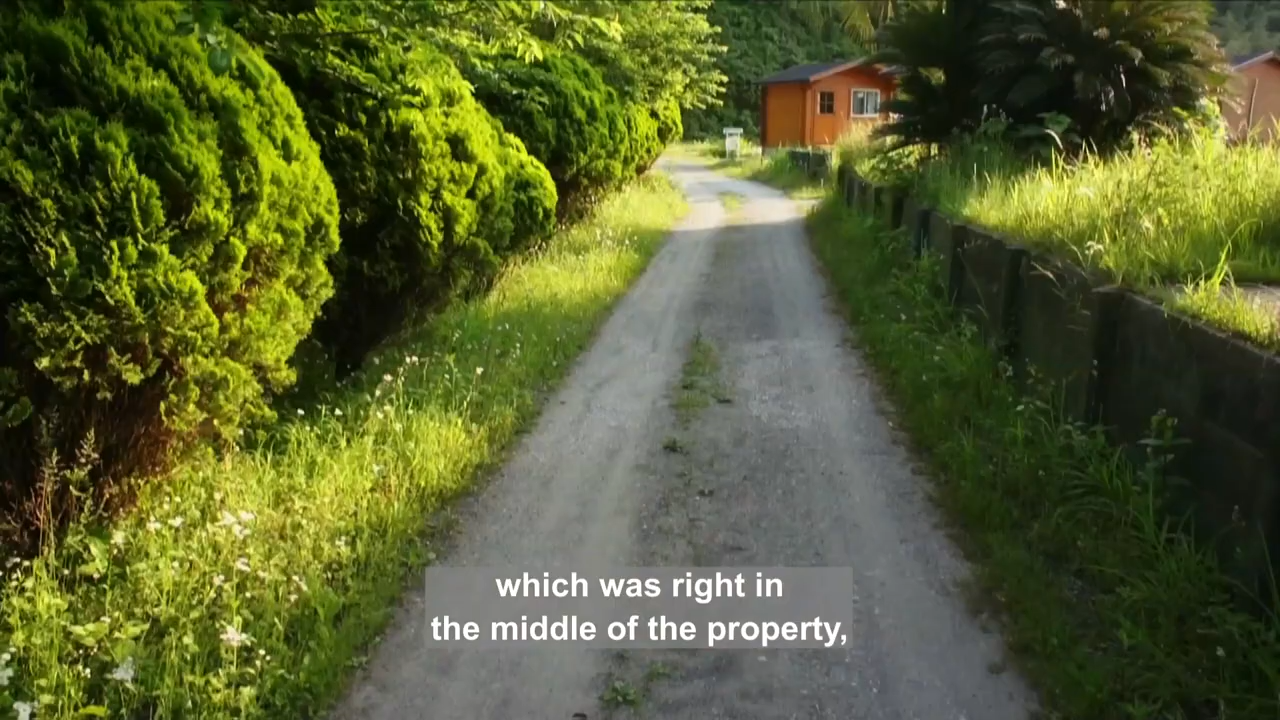 which was right in
the middle of the property,